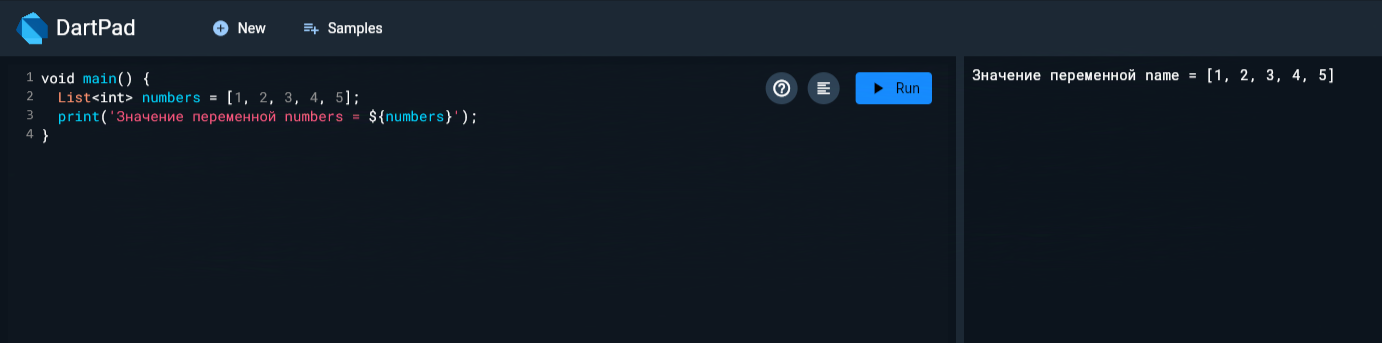 DartPad New Samples
1 void main() {
2 List<int> numbers = [1, 2, 3, 4, 5];
3 print('Значение переменной numbers = ${numbers}');
4 }
Run
Значение переменной name = [1, 2, 3, 4, 5]